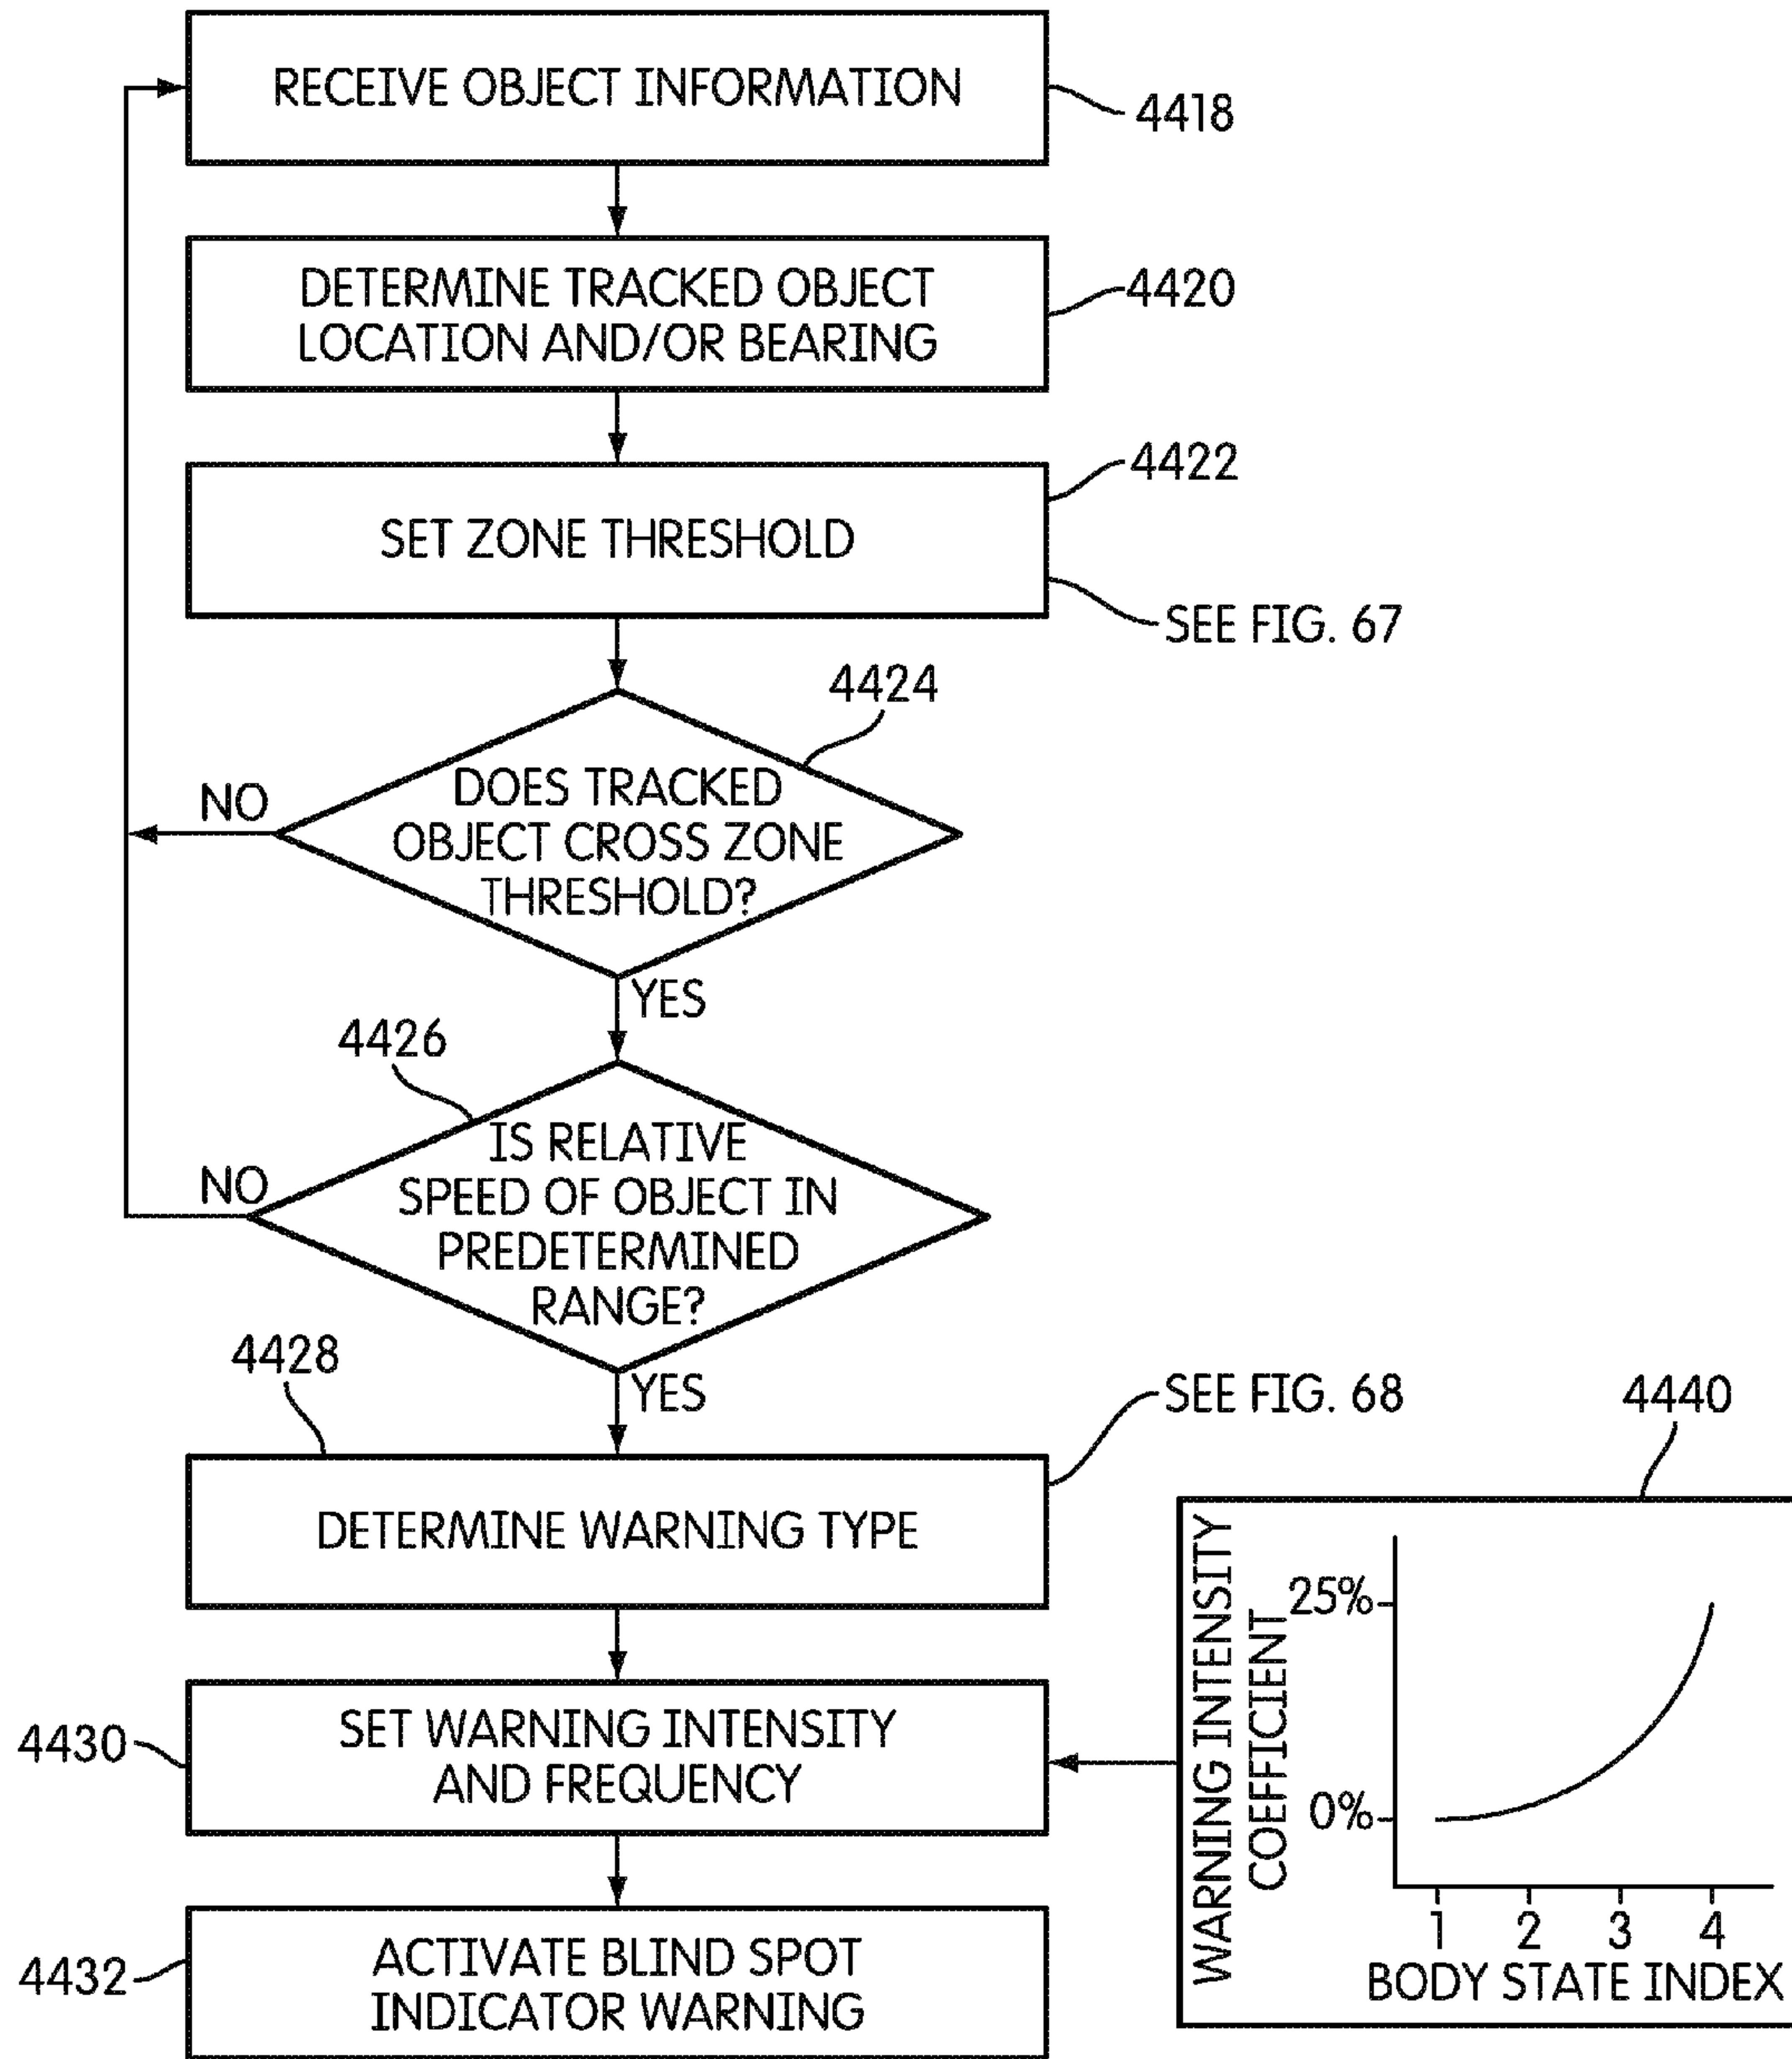 RECEIVE OBJECT INFORMATION
4418
DETERMINE TRACKED OBJECT
LOCATION AND/OR BEARING
4420
4422
SET ZONE THRESHOLD
SEE FIG. 67
4424
DOES TRACKED
OBJECT CROSS ZONE
THRESHOLD?
NO
YES
4426
IS RELATIVE
SPEED OF OBJECT IN
PREDETERMINED
RANGE?
NO
YES
4428
SEE FIG. 68
DETERMINE WARNING TYPE
4440
WARNING INTENSITY
COEFFICIENT
25%
0%
1 2 3 4
BODY STATE INDEX
4430
SET WARNING INTENSITY
AND FREQUENCY
4432
ACTIVATE BLIND SPOT
INDICATOR WARNING